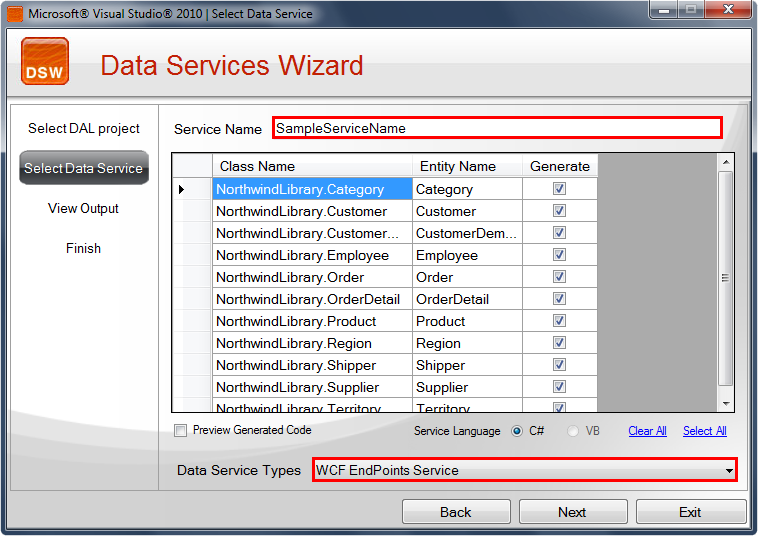 Microsoft® Visual Studio® 2010 | Select Data Service
DSW
Data Services Wizard
Select DAL project
Select Data Service
View Output
Finish
Service Name SampleServiceName
Class Name Entity Name Generate
NorthwindLibrary.Category Category
NorthwindLibrary.Customer Customer
NorthwindLibrary.Customer... CustomerDem...
NorthwindLibrary.Employee Employee
NorthwindLibrary.Order Order
NorthwindLibrary.OrderDetail OrderDetail
NorthwindLibrary.Product Product
NorthwindLibrary.Region Region
NorthwindLibrary.Shipper Shipper
NorthwindLibrary.Supplier Supplier
NorthwindLibrary.Territory Territory
Preview Generated Code Service Language C# VB Clear All Select All
Data Service Types WCF EndPoints Service
Back Next Exit